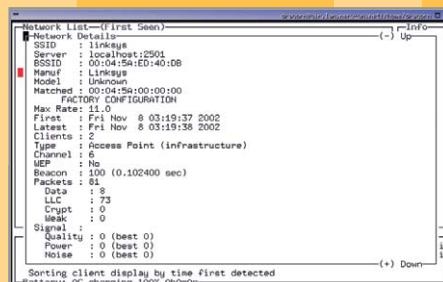 Network List—(First Seen)
Info
Network Details
(-) Up
SSID : linksys
Server : localhost:2501
BSSID : 00:04:5A:ED:40:DB
Manuf : Linksys
Model : Unknown
Matched : 00:04:5A:00:00:00
FACTORY CONFIGURATION
Max Rate: 11.0
First : Fri Nov 8 03:19:37 2002
Latest : Fri Nov 8 03:19:38 2002
Clients : 2
Type : Access Point (infrastructure)
Channel : 6
WEP : No
Beacon : 100 (0.102400 sec)
Packets : 81
Data : 8
LLC : 73
Crypt : 0
Weak : 0
Signal :
Quality : 0 (best 0)
Power : 0 (best 0)
Noise : 0 (best 0)
(+) Down
Sorting client display by time first detected
Battery: AC charging 100% 0h0m0s